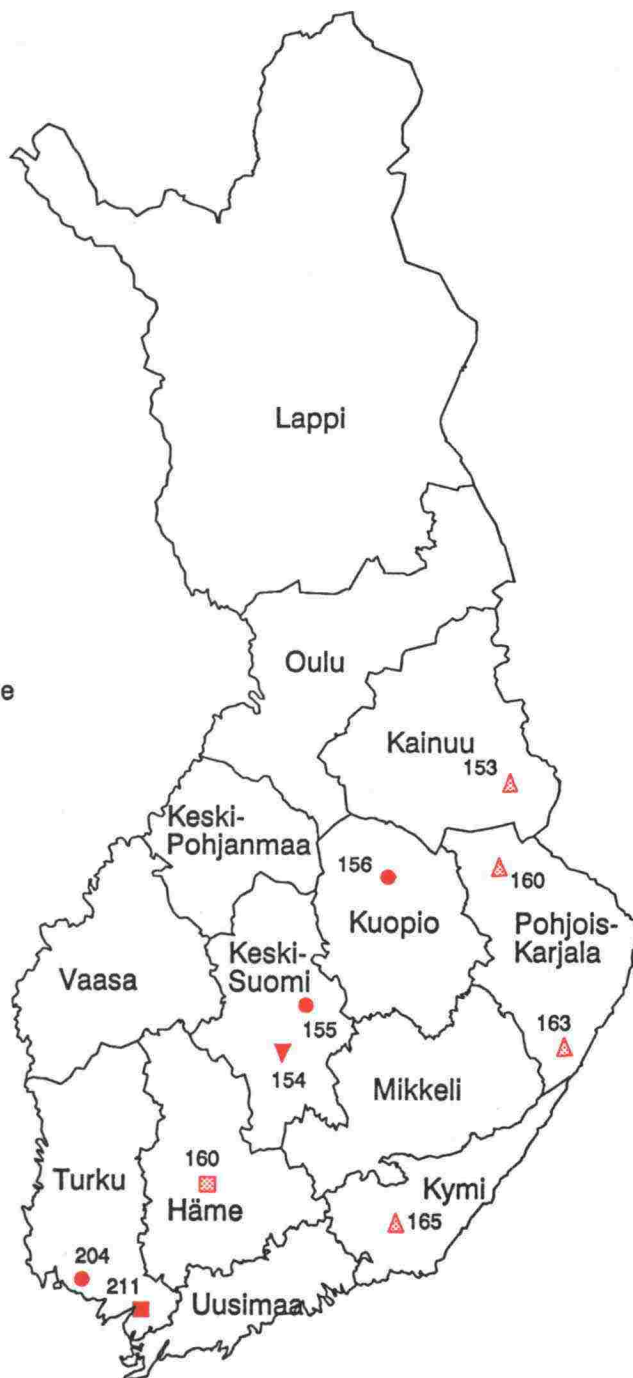 Lappi
Oulu
e
Kainuu
153
Keski-
Pohjanmaa
156
160
Kuopio
Pohjois-
Karjala
Keski-
Suomi
Vaasa
155
163
154
Mikkeli
160
Turku
Kymi
Häme
165
204
211
Uusimaa